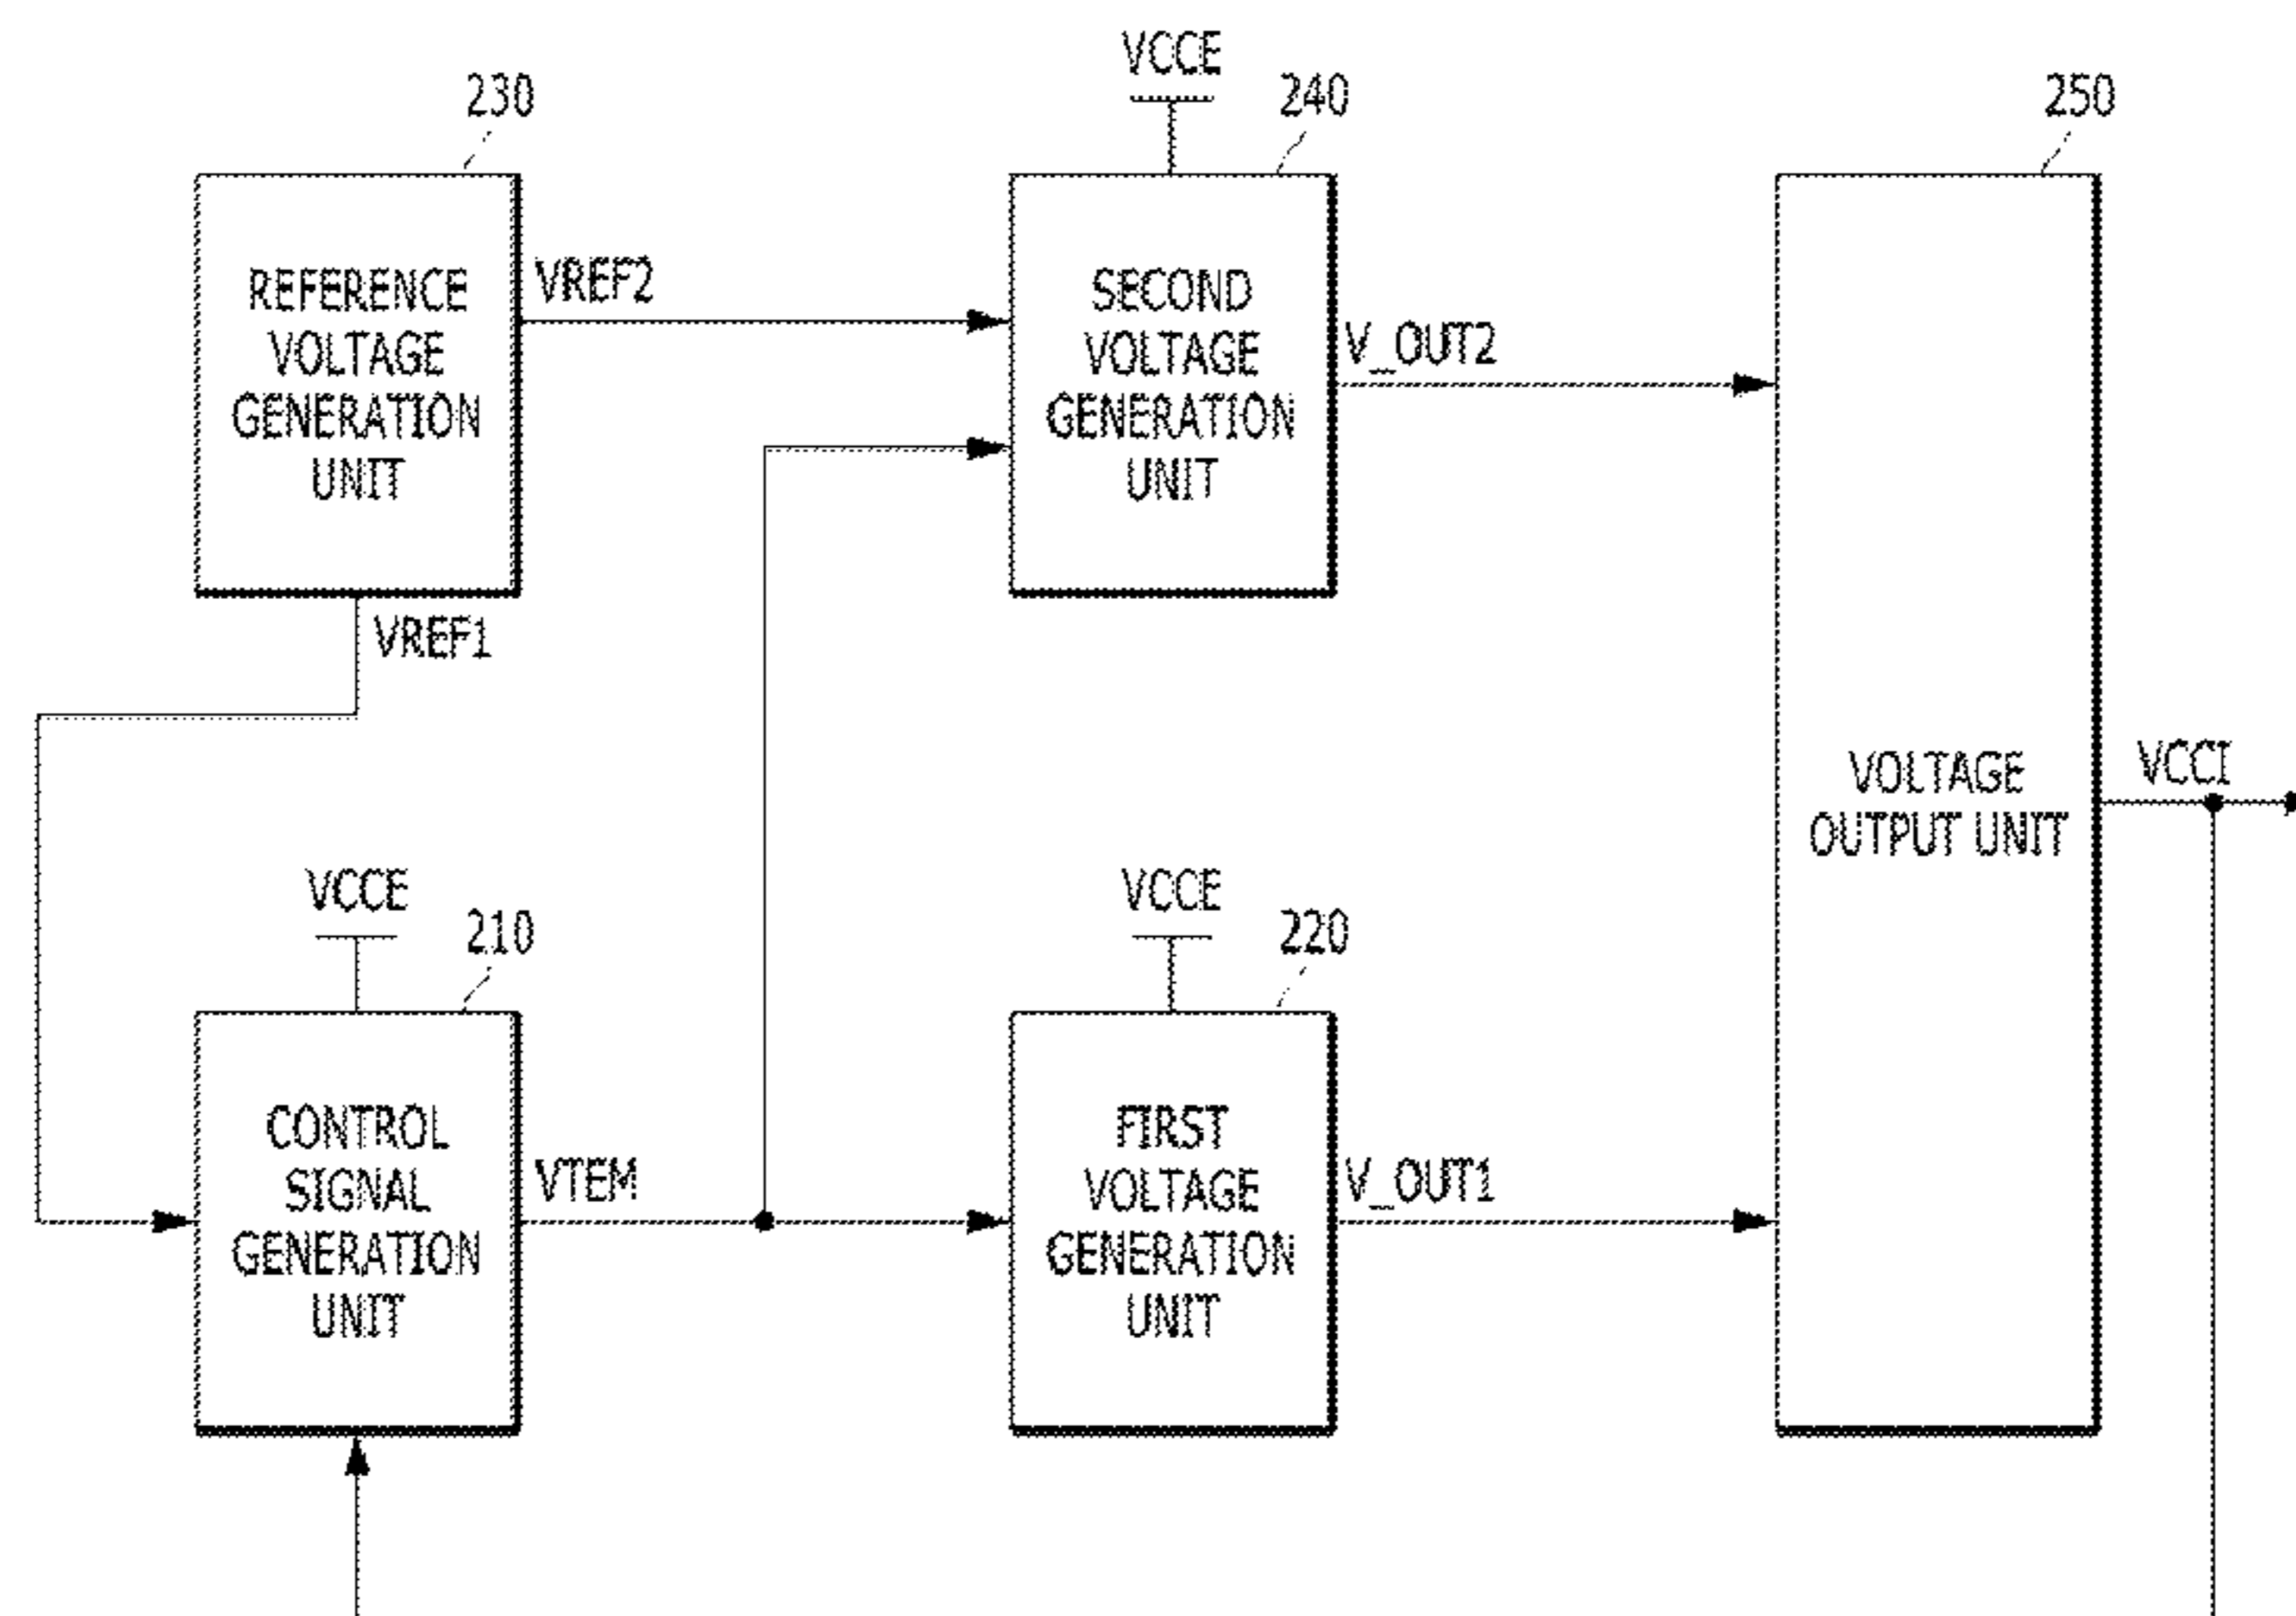 VCCE
230
240
250
REFERENCE
VOLTAGE
GENERATION
UNIT
VREF2
SECOND
VOLTAGE
GENERATION
UNIT
V_OUT2
VREF1
VOLTAGE
OUTPUT UNIT
VCCI
VCCE
210
VCCE
220
CONTROL
SIGNAL
GENERATION
UNIT
VTEM
FIRST
VOLTAGE
GENERATION
UNIT
V_OUT1